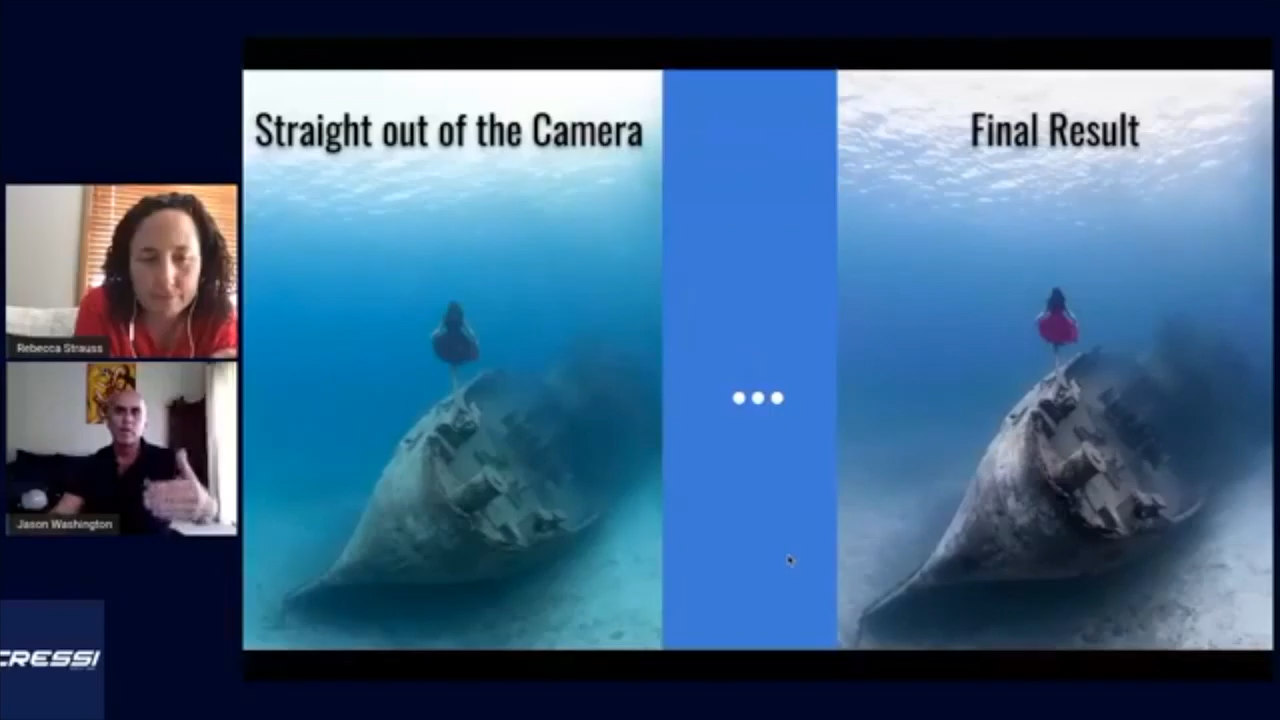 Straight out of the Camera
Final Result
Rebecca Strauss
Jason Washington
CRESSI